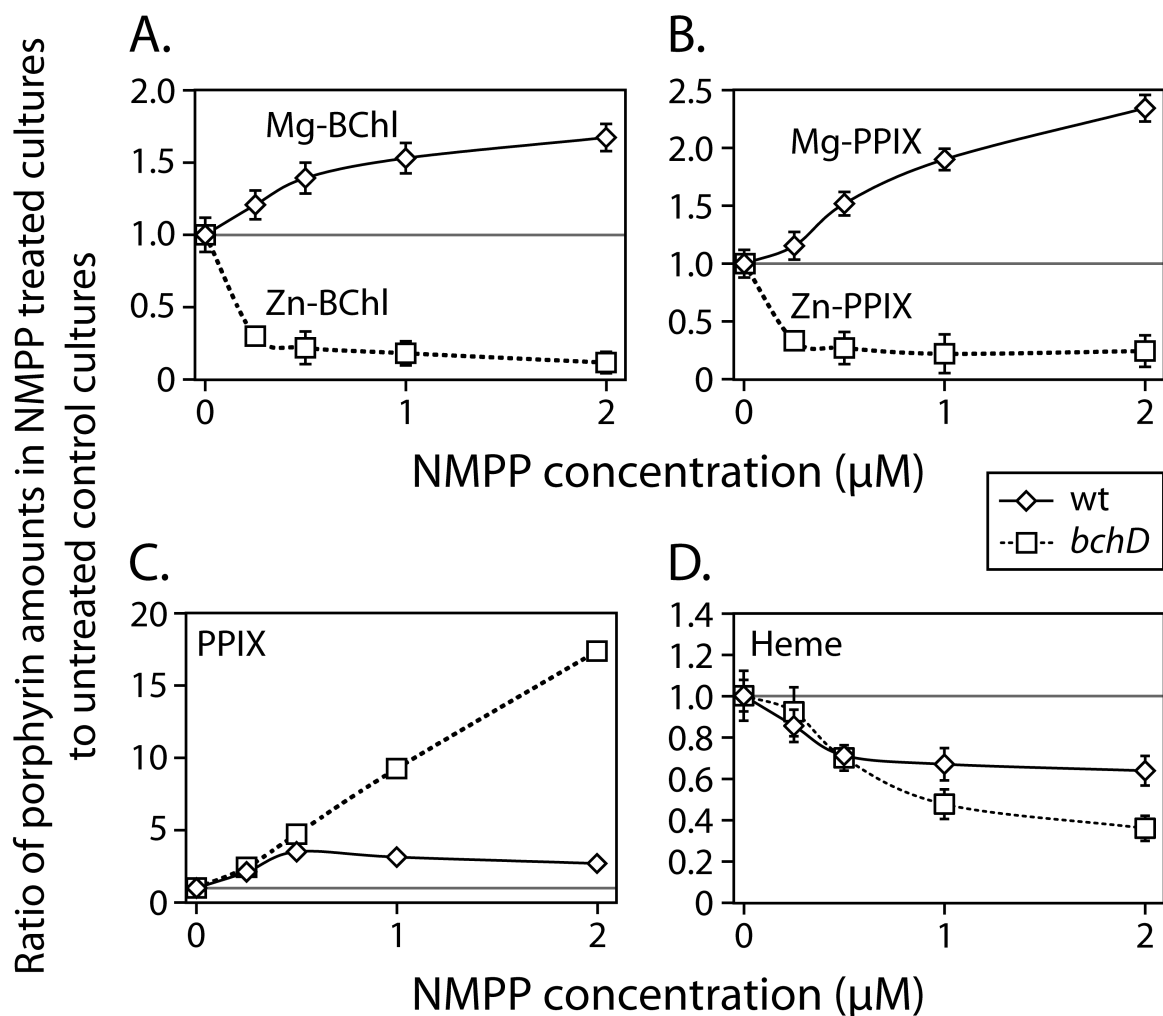 Ratio of porphyrin amounts in NMPP treated cultures
to untreated control cultures
A.
2.0
1.5
1.0
0.5
0
Mg-BChl
Zn-BChl
0 1 2
B.
2.5
2.0
1.5
1.0
0.5
0
Mg-PPIX
Zn-PPIX
0 1 2
NMPP concentration (μM)
wt
bchD
C.
20
15
10
5
0
PPIX
0 1 2
D.
1.4
1.2
1.0
0.8
0.6
0.4
0.2
0
Heme
0 1 2
NMPP concentration (μM)